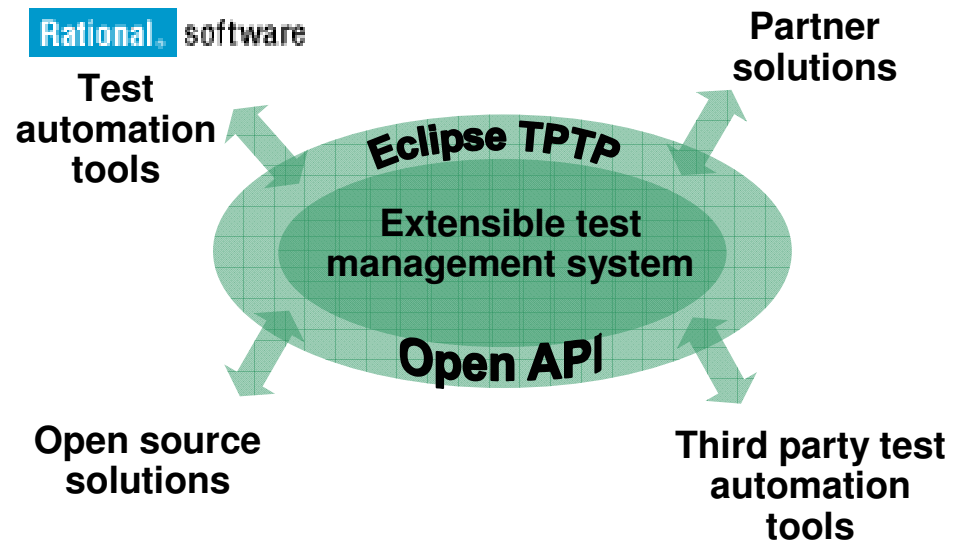 Rational® software
Test
automation
tools
Partner
solutions
Eclipse TPTP
Extensible test
management system
Open API
Open source
solutions
Third party test
automation
tools